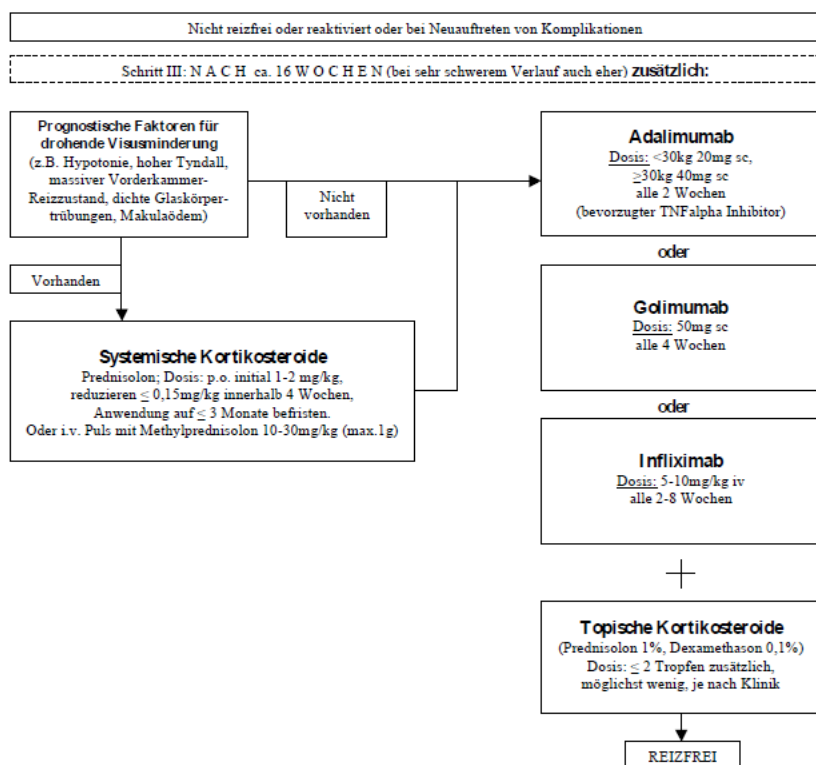 Nicht reizfrei oder reaktiviert oder bei Neuauftreten von Komplikationen
Schritt III: N A C H ca. 16 W O C H E N (bei sehr schwerem Verlauf auch eher) zusätzlich:
Prognostische Faktoren für
drohende Visusminderung
(z.B. Hypotonie, hoher Tyndall,
massiver Vorderkammer-
Reizzustand, dichte Glaskörper-
trübungen, Makulaödem)
Nicht
vorhanden
Vorhanden
Systemische Kortikosteroide
Prednisolon; Dosis: p.o. initial 1-2 mg/kg,
reduzieren ≤ 0,15mg/kg innerhalb 4 Wochen,
Anwendung auf ≤ 3 Monate befristen.
Oder i.v. Puls mit Methylprednisolon 10-30mg/kg (max.1g)
Adalimumab
Dosis: <30kg 20mg sc,
≥30kg 40mg sc
alle 2 Wochen
(bevorzugter TNFalpha Inhibitor)
oder
Golimumab
Dosis: 50mg sc
alle 4 Wochen
oder
Infliximab
Dosis: 5-10mg/kg iv
alle 2-8 Wochen
+
Topische Kortikosteroide
(Prednisolon 1%, Dexamethason 0,1%)
Dosis: ≤ 2 Tropfen zusätzlich,
möglichst wenig, je nach Klinik
REIZFREI